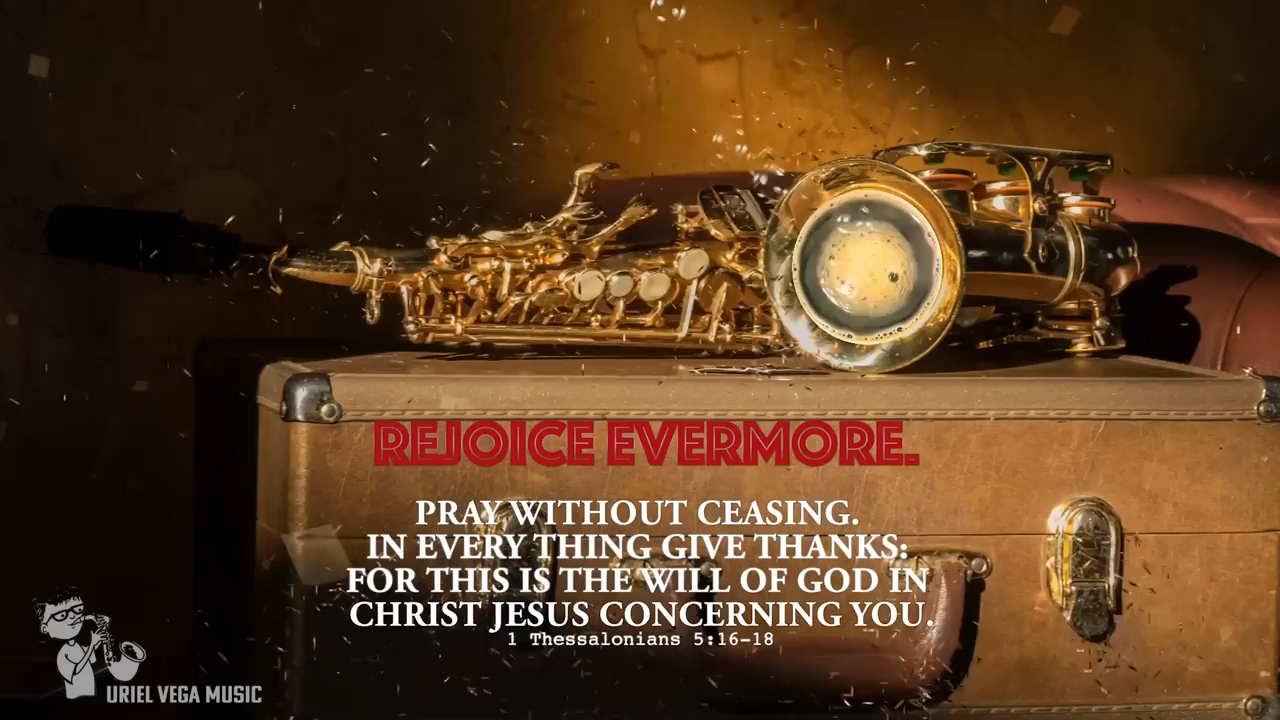 REJOICE EVERMORE.
PRAY WITHOUT CEASING.
IN EVERY THING GIVE THANKS:
FOR THIS IS THE WILL OF GOD IN
CHRIST JESUS CONCERNING YOU.
1 Thessalonians 5:16-18
URIEL VEGA MUSIC